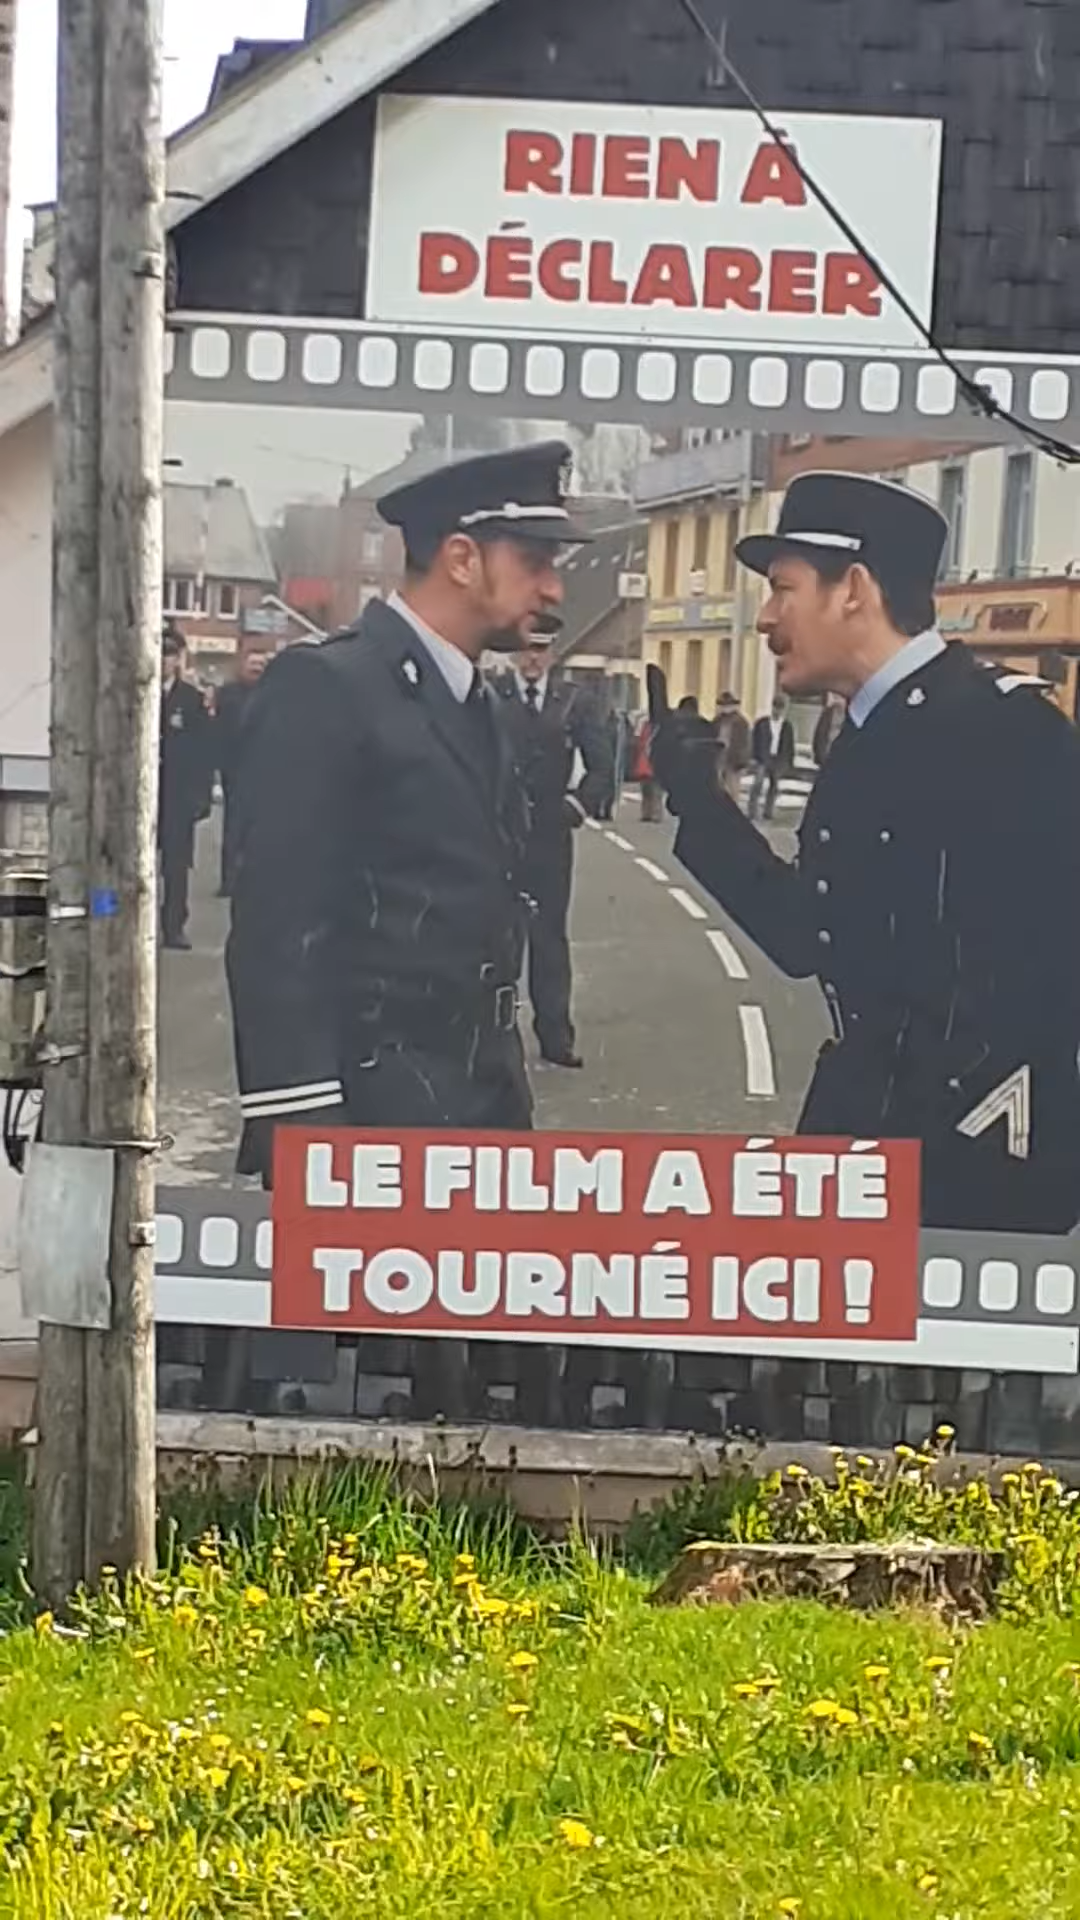 RIEN À
DÉCLARER
LE FILM A ÉTÉ
TOURNÉ ICI !